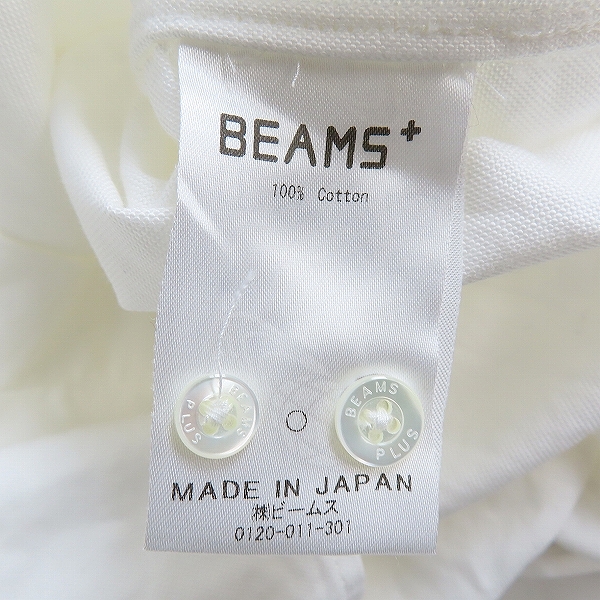 BEAMS+
100% Cotton
BEAMS PLUS
BEAMS PLUS
MADE IN JAPAN
㈱ビームス
0120-011-301